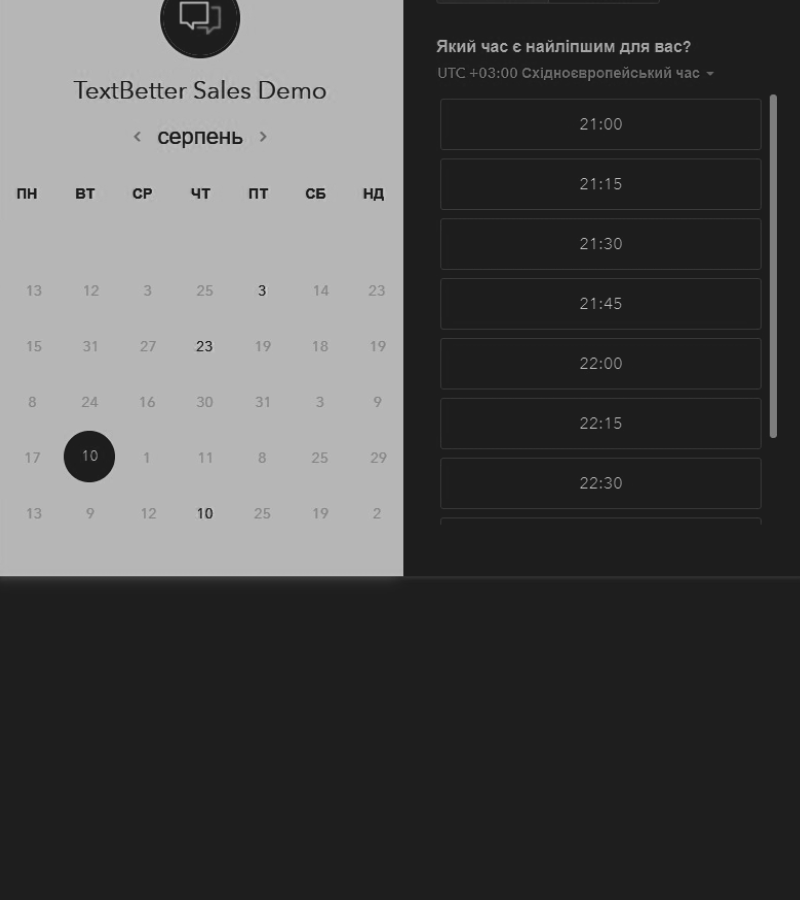 TextBetter Sales Demo
серпень
ПН ВТ СР ЧТ ПТ СБ НД
13 12 3 25 3 14 23
15 31 27 23 19 18 19
8 24 16 30 31 3 9
17 10 1 11 8 25 29
13 9 12 10 25 19 2
Який час є найліпшим для вас?
UTC +03:00 Східноєвропейський час
21:00
21:15
21:30
21:45
22:00
22:15
22:30